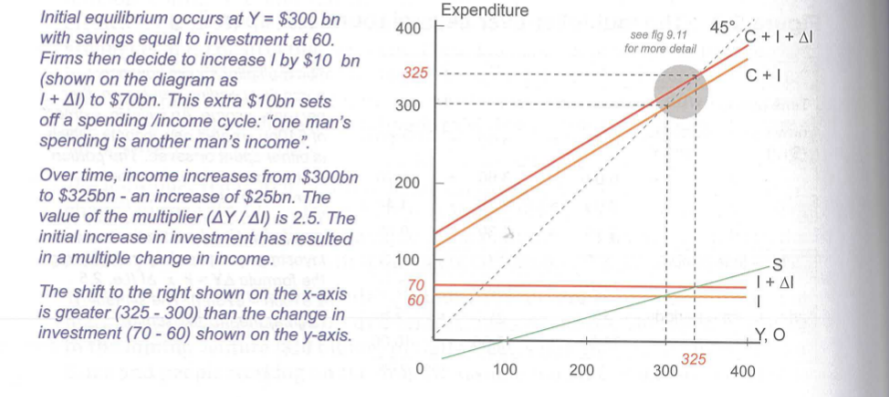 Initial equilibrium occurs at Y = $300 bn
with savings equal to investment at 60.
Firms then decide to increase I by $10 bn
(shown on the diagram as
I + ΔI) to $70bn. This extra $10bn sets
off a spending /income cycle: "one man's
spending is another man's income".
Over time, income increases from $300bn
to $325bn - an increase of $25bn. The
value of the multiplier (ΔY / ΔI) is 2.5. The
initial increase in investment has resulted
in a multiple change in income.
The shift to the right shown on the x-axis
is greater (325 - 300) than the change in
investment (70 - 60) shown on the y-axis.
Expenditure
400
see fig 9.11
for more detail
45°
C + I + ΔI
325
C + I
300
200
100
S
70
I + ΔI
60
I
Y, O
325
0
100
200
300
400